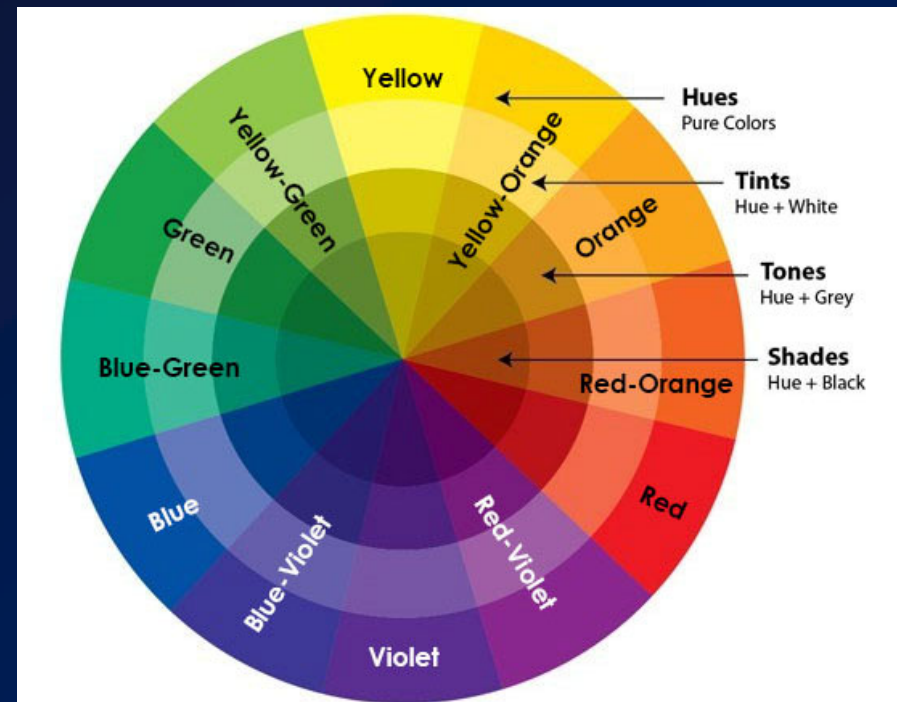 Yellow
Hues
Pure Colors
Yellow-Green
Yellow-Orange
Tints
Hue + White
Green
Orange
Tones
Hue + Grey
Blue-Green
Red-Orange
Shades
Hue + Black
Blue
Red
Blue-Violet
Red-Violet
Violet